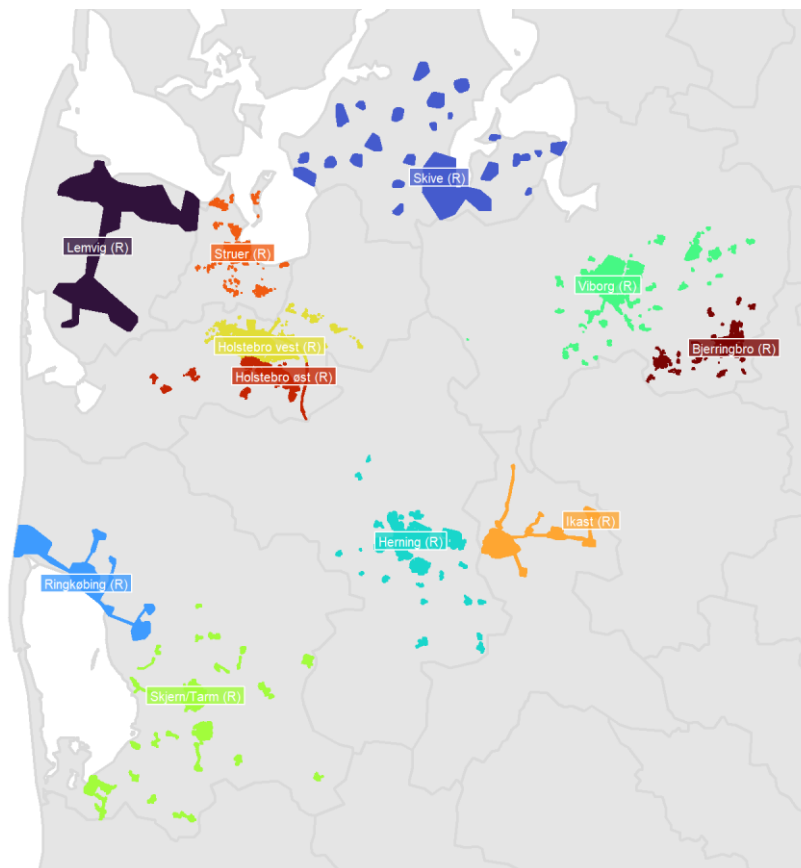 Skive (R)
Lemvig (R)
Struer (R)
Viborg (R)
Holstebro vest (R)
Bjerringbro (R)
Holstebro øst (R)
Ikast (R)
Herning (R)
Ringkøbing (R)
Skjern/Tarm (R)